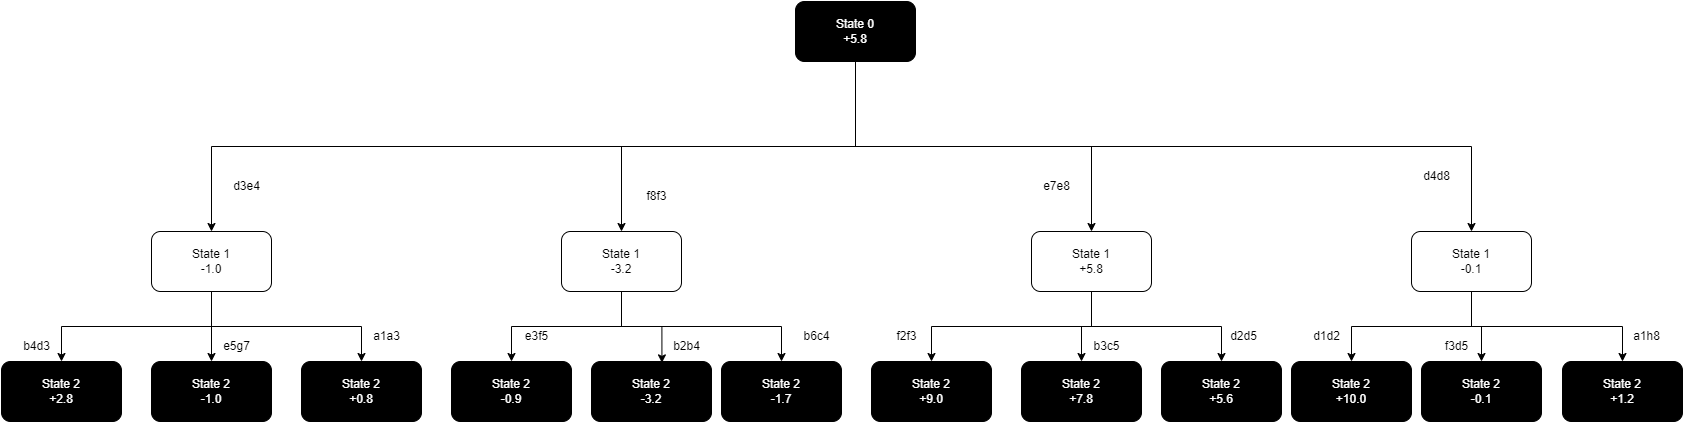 State 0
+5.8
d3e4
f8f3
e7e8
d4d8
State 1
-1.0
State 1
-3.2
State 1
+5.8
State 1
-0.1
b4d3
e5g7
a1a3
e3f5
b2b4
b6c4
f2f3
b3c5
d2d5
d1d2
f3d5
a1h8
State 2
+2.8
State 2
-1.0
State 2
+0.8
State 2
-0.9
State 2
-3.2
State 2
-1.7
State 2
+9.0
State 2
+7.8
State 2
+5.6
State 2
+10.0
State 2
-0.1
State 2
+1.2